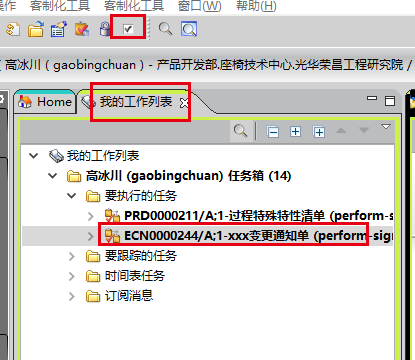 操作 客制化工具 客制化工具 窗口(W) 帮助(H)
高冰川 ( gaobingchuan ) - 产品开发部.座椅技术中心.光华荣昌工程研究院 /
Home 我的工作列表
我的工作列表
高冰川 (gaobingchuan) 任务箱 (14)
要执行的任务
PRD0000211/A;1-过程特殊特性清单 (perform-s
ECN0000244/A;1-xxx变更通知单 (perform-sig
要跟踪的任务
时间表任务
订阅消息